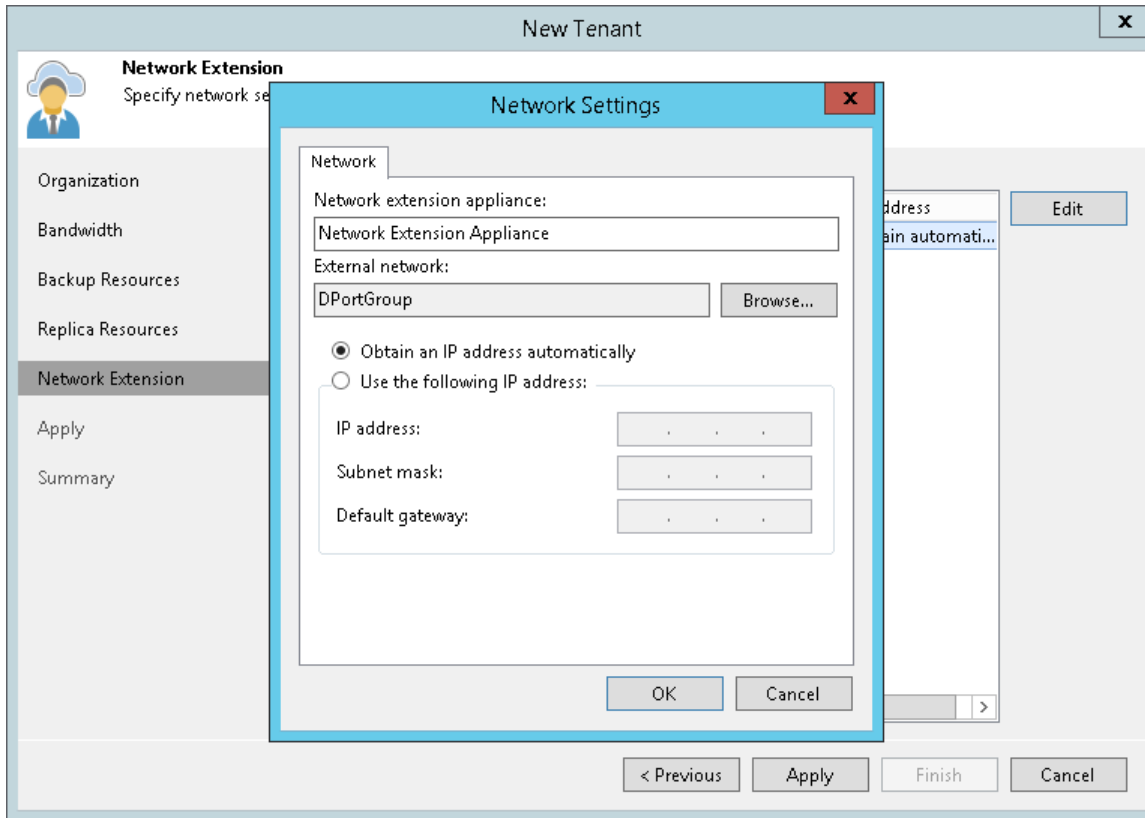 New Tenant
x
Network Extension
Specify network se
Network Settings
x
Organization
Bandwidth
Backup Resources
Replica Resources
Network Extension
Apply
Summary
Network
Network extension appliance:
Network Extension Appliance
External network:
DPortGroup
Browse...
Obtain an IP address automatically
Use the following IP address:
IP address:
. . .
Subnet mask:
. . .
Default gateway:
. . .
OK
Cancel
ddress
ain automati...
Edit
>
< Previous
Apply
Finish
Cancel